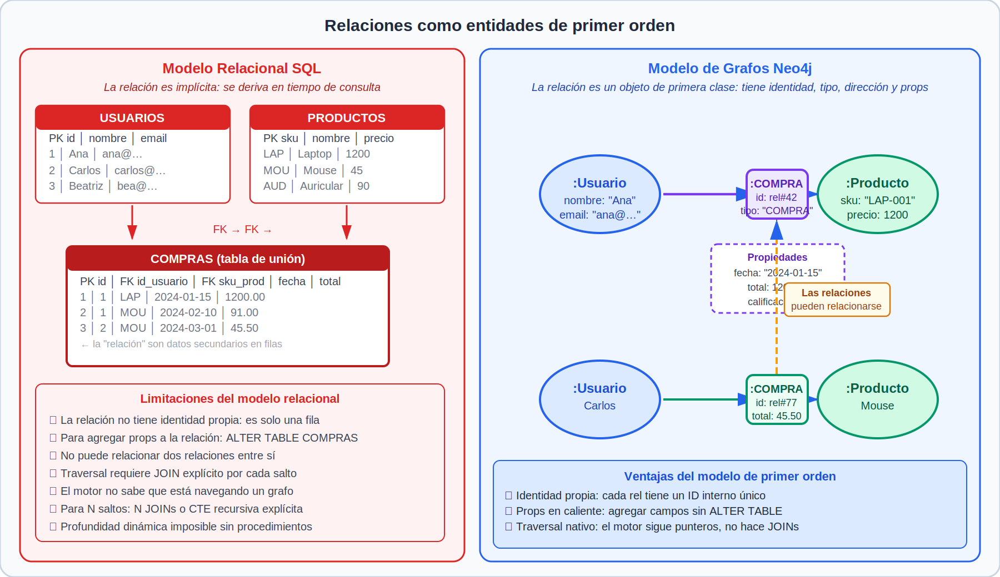 Relaciones como entidades de primer orden
Modelo Relacional SQL
La relación es implícita: se deriva en tiempo de consulta
USUARIOS
PK id │ nombre │ email
1 │ Ana │ ana@…
2 │ Carlos │ carlos@…
3 │ Beatriz │ bea@…
PRODUCTOS
PK sku │ nombre │ precio
LAP │ Laptop │ 1200
MOU │ Mouse │ 45
AUD │ Auricular │ 90
FK → FK →
COMPRAS (tabla de unión)
PK id │ FK id_usuario │ FK sku_prod │ fecha │ total
1 │ 1 │ LAP │ 2024-01-15 │ 1200.00
2 │ 1 │ MOU │ 2024-02-10 │ 91.00
3 │ 2 │ MOU │ 2024-03-01 │ 45.50
← la "relación" son datos secundarios en filas
Limitaciones del modelo relacional
La relación no tiene identidad propia: es solo una fila
Para agregar props a la relación: ALTER TABLE COMPRAS
No puede relacionar dos relaciones entre sí
Traversal requiere JOIN explícito por cada salto
El motor no sabe que está navegando un grafo
Para N saltos: N JOINs o CTE recursiva explícita
Profundidad dinámica imposible sin procedimientos
Modelo de Grafos Neo4j
La relación es un objeto de primera clase: tiene identidad, tipo, dirección y props
:Usuario
nombre: "Ana"
email: "ana@…"
:COMPRA
id: rel#42
tipo: "COMPRA"
:Producto
sku: "LAP-001"
precio: 1200
Propiedades
fecha: "2024-01-15"
total:
Las relaciones
pueden relacionarse
:Usuario
Carlos
:COMPRA
id: rel#77
total: 45.50
:Producto
Mouse
Ventajas del modelo de primer orden
Identidad propia: cada rel tiene un ID interno único
Props en caliente: agregar campos sin ALTER TABLE
Traversal nativo: el motor sigue punteros, no hace JOINs